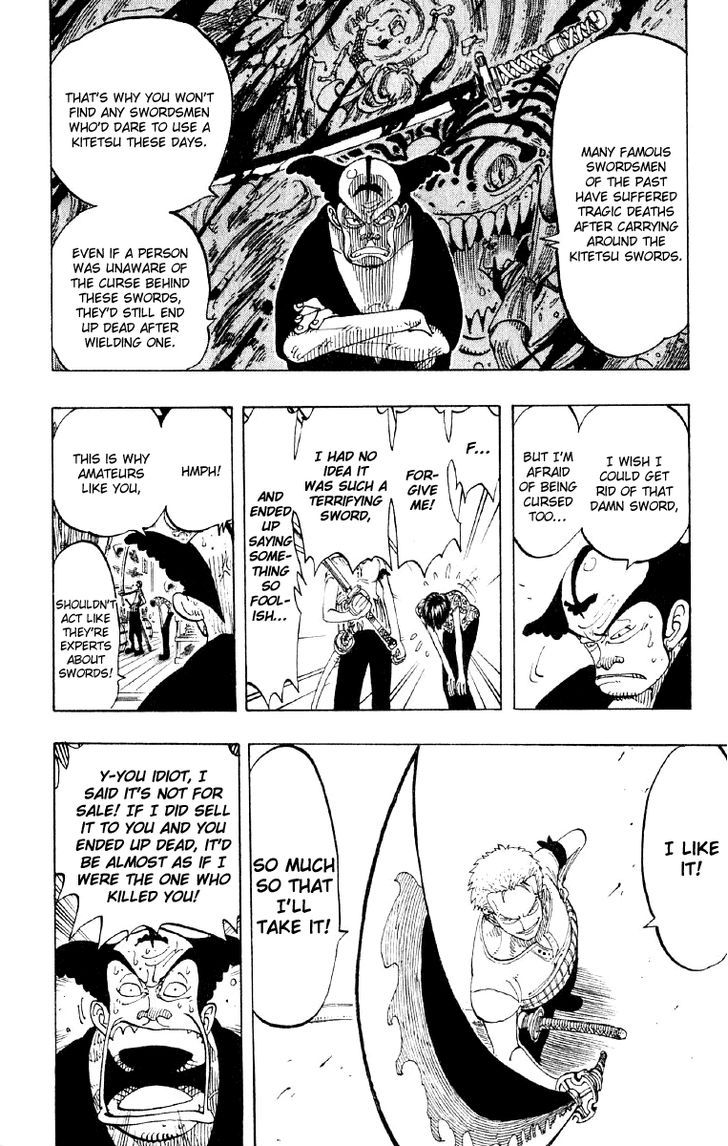 MANY FAMOUS
SWORDSMEN
OF THE PAST
HAVE SUFFERED
TRAGIC DEATHS
AFTER CARRYING
AROUND THE
KITETSU SWORDS.
THAT'S WHY YOU WON'T
FIND ANY SWORDSMEN
WHO'D DARE TO USE A
KITETSU THESE DAYS.
EVEN IF A PERSON
WAS UNAWARE OF
THE CURSE BEHIND
THESE SWORDS,
THEY'D STILL END
UP DEAD AFTER
WIELDING ONE.
I WISH I
COULD GET
RID OF THAT
DAMN SWORD,
BUT I'M
AFRAID
OF BEING
CURSED
TOO...
F...
FOR-
GIVE
ME!
I HAD NO
IDEA IT
WAS SUCH A
TERRIFYING
SWORD,
AND
ENDED
UP
SAYING
SOME-
THING
SO
FOOL-
ISH...
HMPH!
THIS IS WHY
AMATEURS
LIKE YOU,
SHOULDN'T
ACT LIKE
THEY'RE
EXPERTS
ABOUT
SWORDS!
I LIKE
IT!
SO MUCH
SO THAT
I'LL
TAKE IT!
Y-YOU IDIOT, I
SAID IT'S NOT FOR
SALE! IF I DID SELL
IT TO YOU AND YOU
ENDED UP DEAD, IT'D
BE ALMOST AS IF I
WERE THE ONE WHO
KILLED YOU!